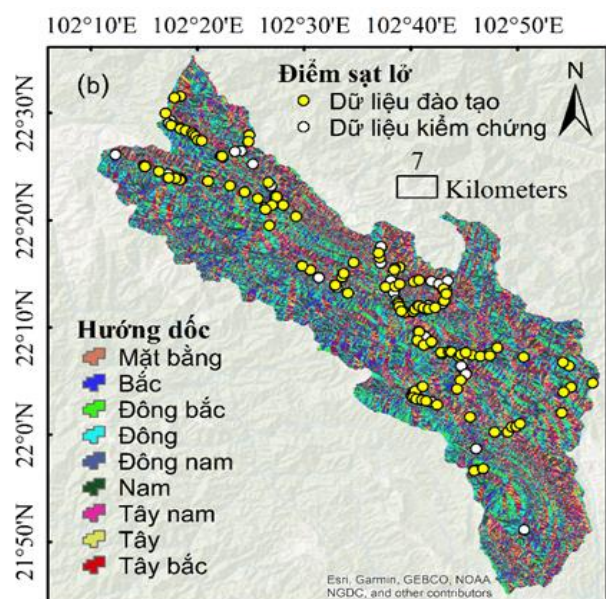 102°10'E 102°20'E 102°30'E 102°40'E 102°50'E
(b)
Điểm sạt lở
Dữ liệu đào tạo
Dữ liệu kiểm chứng
N
7
Kilometers
22°30'N
22°20'N
22°10'N
22°0'N
21°50'N
Hướng dốc
Mặt bằng
Bắc
Đông bắc
Đông
Đông nam
Nam
Tây nam
Tây
Tây bắc
Esri, Garmin, GEBCO, NOAA
NGDC, and other contributors